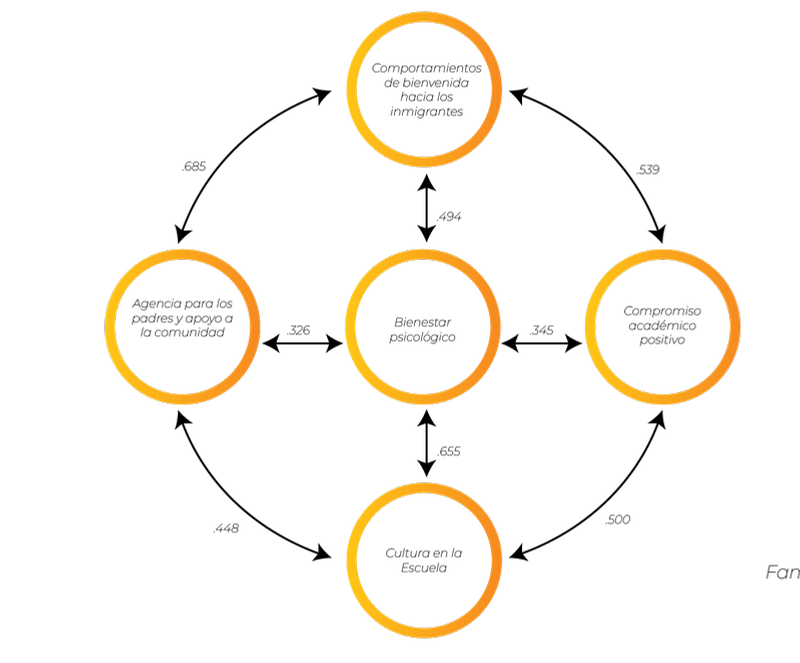 Comportamientos
de bienvenida
hacia los
inmigrantes
.685
.539
.494
Agencia para los
padres y apoyo a
la comunidad
.326
Bienestar
psicológico
.345
Compromiso
académico
positivo
.655
.448
.500
Cultura en la
Escuela
Fan